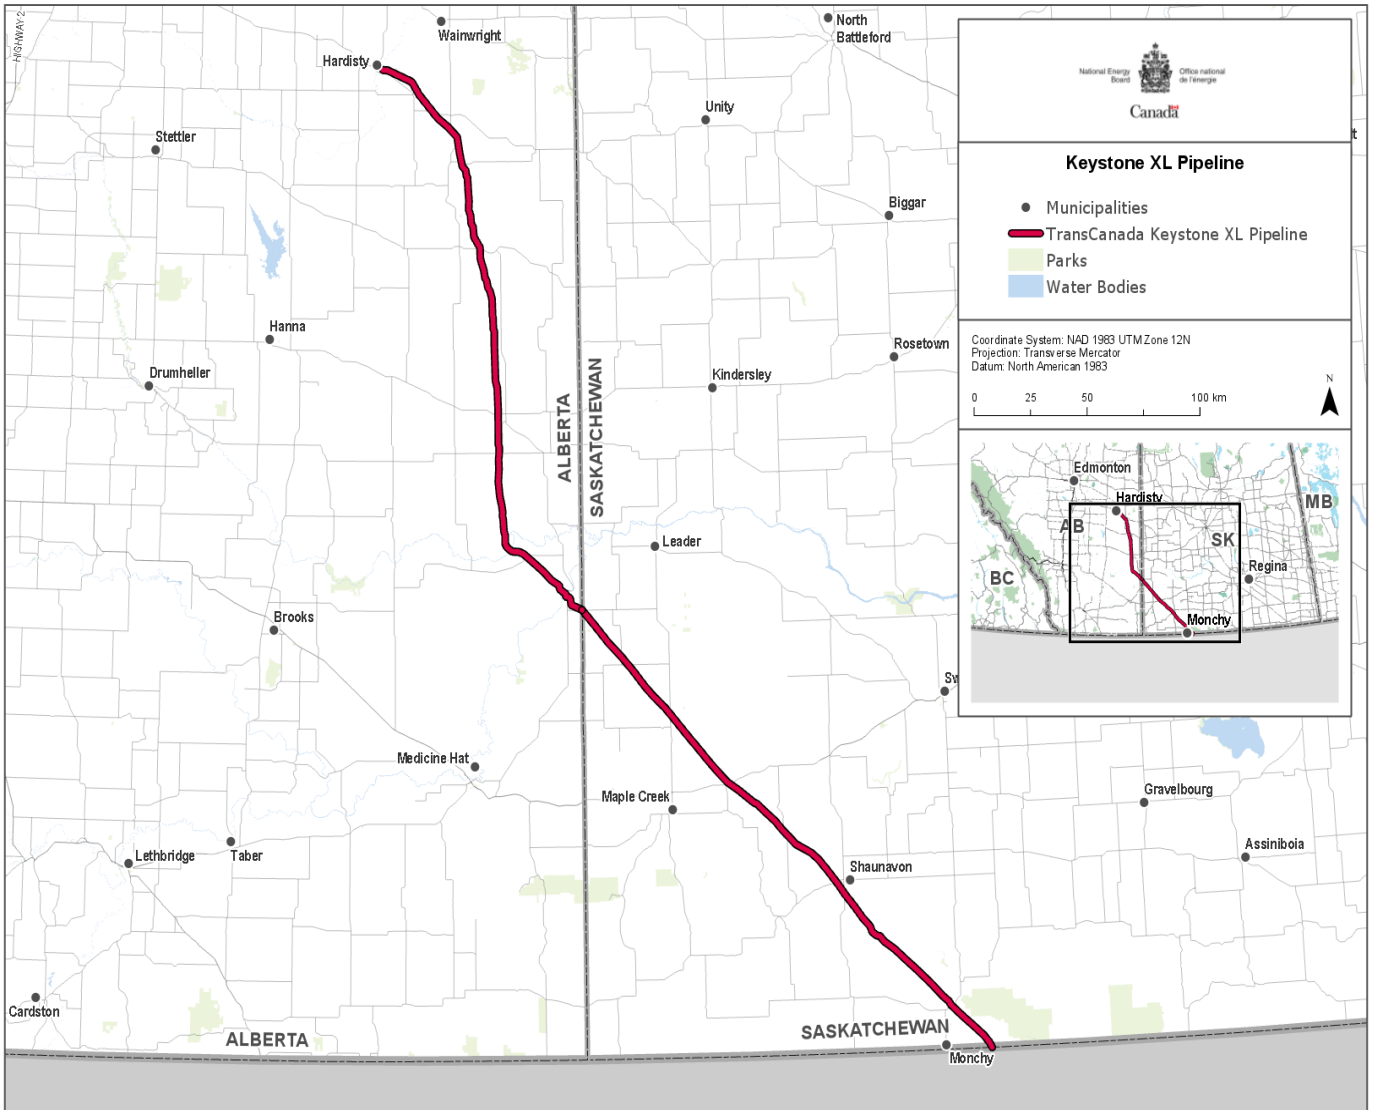 HIGHWAY 2
Wainwright
North
Battleford
Hardisty
Unity
Stettler
Biggar
Hanna
Rosetown
Drumheller
Kindersley
ALBERTA
SASKATCHEWAN
Leader
Brooks
Sw
Medicine Hat
Maple Creek
Gravelbourg
Lethbridge
Taber
Assiniboia
Shaunavon
Cardston
ALBERTA
SASKATCHEWAN
Monchy
t
National Energy
Board
Office national
de l'énergie
Canada
Keystone XL Pipeline
Municipalities
TransCanada Keystone XL Pipeline
Parks
Water Bodies
Coordinate System: NAD 1983 UTM Zone 12N
Projection: Transverse Mercator
Datum: North American 1983
N
0 25 50 100 km
Edmonton
Hardisty
AB
SK
MB
BC
Regina
Monchy